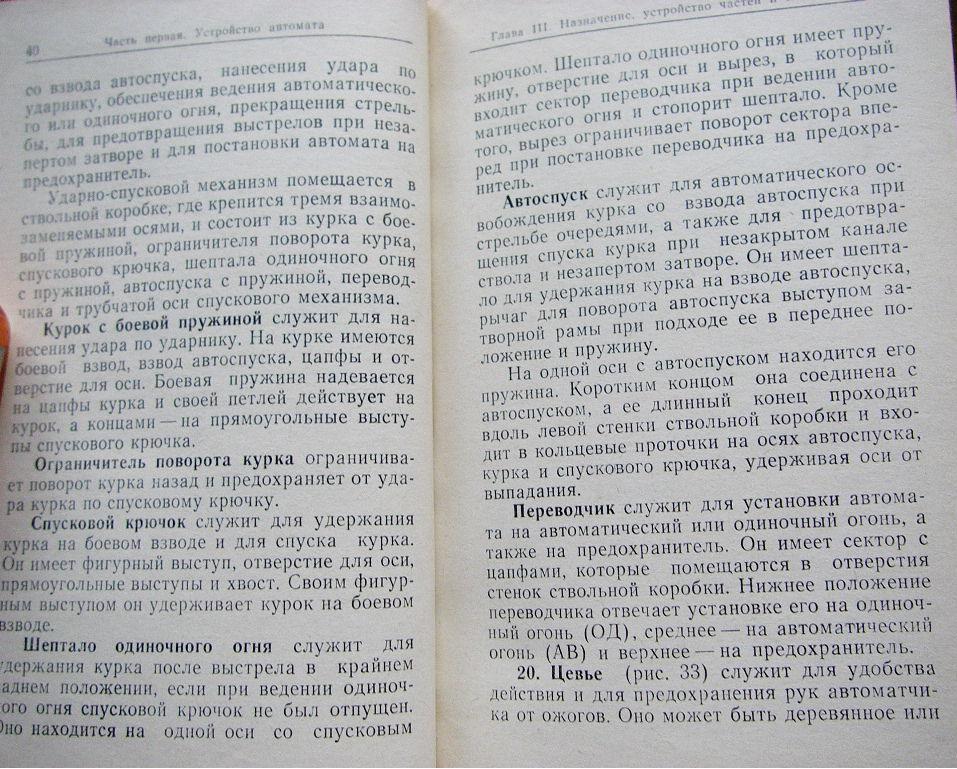 40
Часть первая. Устройство автомата
со взвода автоспуска, нанесения удара по
ударнику, обеспечения ведения автоматическо-
го или одиночного огня, прекращения стрель-
бы, для предотвращения выстрелов при неза-
пертом затворе и для постановки автомата на
предохранитель.
Ударно-спусковой механизм помещается в
ствольной коробке, где крепится тремя взаимо-
заменяемыми осями, и состоит из курка с бое-
вой пружиной, ограничителя поворота курка,
спускового крючка, шептала одиночного огня
с пружиной, автоспуска с пружиной, перевод-
чика и трубчатой оси спускового механизма.
Курок с боевой пружиной служит для на-
несения удара по ударнику. На курке имеются
боевой взвод, взвод автоспуска, цапфы и от-
верстие для оси. Боевая пружина надевается
на цапфы курка и своей петлей действует на
курок, а концами — на прямоугольные высту-
пы спускового крючка.
Ограничитель поворота курка ограничива-
ет поворот курка назад и предохраняет от уда-
ра курка по спусковому крючку.
Спусковой крючок служит для удержания
курка на боевом взводе и для спуска курка.
Он имеет фигурный выступ, отверстие для оси,
прямоугольные выступы и хвост. Своим фигур-
ным выступом он удерживает курок на боевом
взводе.
Шептало одиночного огня служит для
удержания курка после выстрела в крайнем
заднем положении, если при ведении одиноч-
ного огня спусковой крючок не был отпущен.
Оно находится на одной оси со спусковым
Глава III. Назначение, устройство частей и
крючком. Шептало одиночного огня имеет пру-
жину, отверстие для оси и вырез, в который
входит сектор переводчика при ведении авто-
матического огня и стопорит шептало. Кроме
того, вырез ограничивает поворот сектора впе-
ред при постановке переводчика на предохра-
нитель.
Автоспуск служит для автоматического ос-
вобождения курка со взвода автоспуска при
стрельбе очередями, а также для предотвра-
щения спуска курка при незакрытом канале
ствола и незапертом затворе. Он имеет шепта-
ло для удержания курка на взводе автоспуска,
рычаг для поворота автоспуска выступом за-
творной рамы при подходе ее в переднее по-
ложение и пружину.
На одной оси с автоспуском находится его
пружина. Коротким концом она соединена с
автоспуском, а ее длинный конец проходит
вдоль левой стенки ствольной коробки и вхо-
дит в кольцевые проточки на осях автоспуска,
курка и спускового крючка, удерживая оси от
выпадания.
Переводчик служит для установки автома-
та на автоматический или одиночный огонь, а
также на предохранитель. Он имеет сектор с
цапфами, которые помещаются в отверстия
стенок ствольной коробки. Нижнее положение
переводчика отвечает установке его на одиноч-
ный огонь (ОД), среднее — на автоматический
огонь (АВ) и верхнее — на предохранитель.
20. Цевье (рис. 33) служит для удобства
действия и для предохранения рук автоматчи-
ка от ожогов. Оно может быть деревянное или